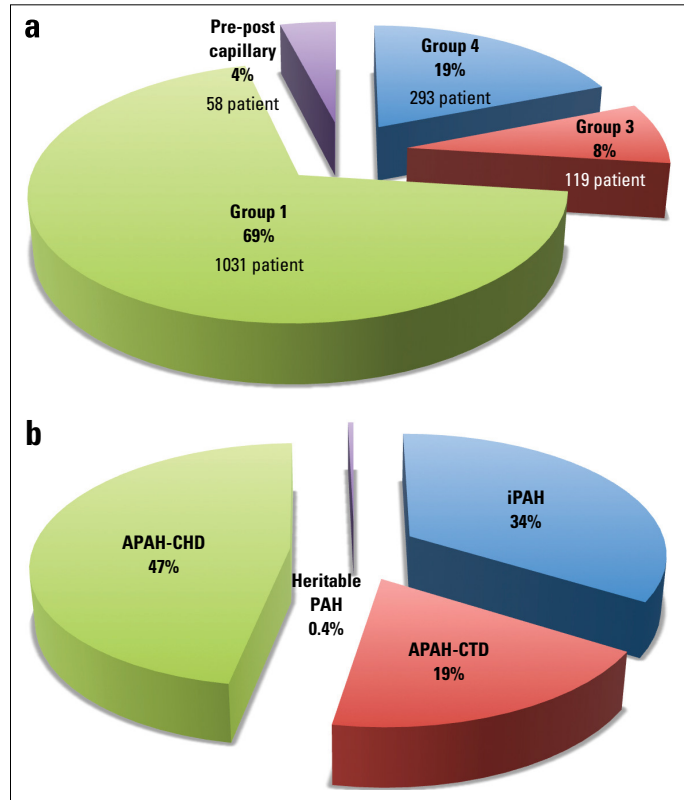 a
Pre-post
capillary
4%
58 patient
Group 4
19%
293 patient
Group 3
8%
119 patient
Group 1
69%
1031 patient
b
iPAH
34%
APAH-CHD
47%
Heritable
PAH
0.4%
APAH-CTD
19%